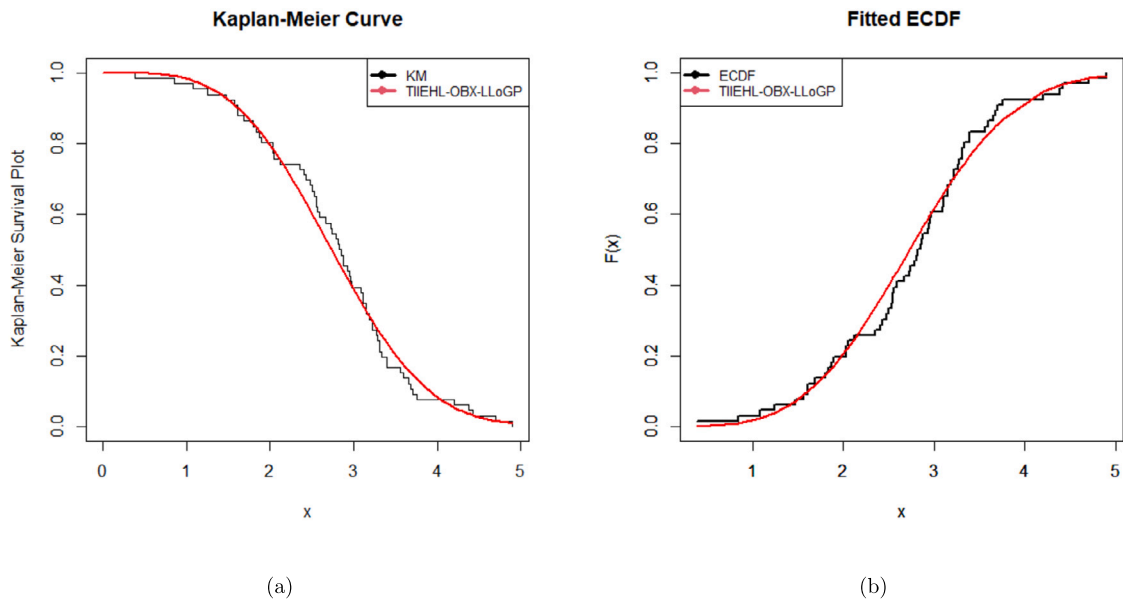 Kaplan-Meier Curve
KM
TIIEHL-OBX-LLoGP
Kaplan-Meier Survival Plot
1.0
0.8
0.6
0.4
0.2
0.0
0 1 2 3 4 5
x
(a)
Fitted ECDF
ECDF
TIIEHL-OBX-LLoGP
F(x)
1.0
0.8
0.6
0.4
0.2
0.0
1 2 3 4 5
x
(b)